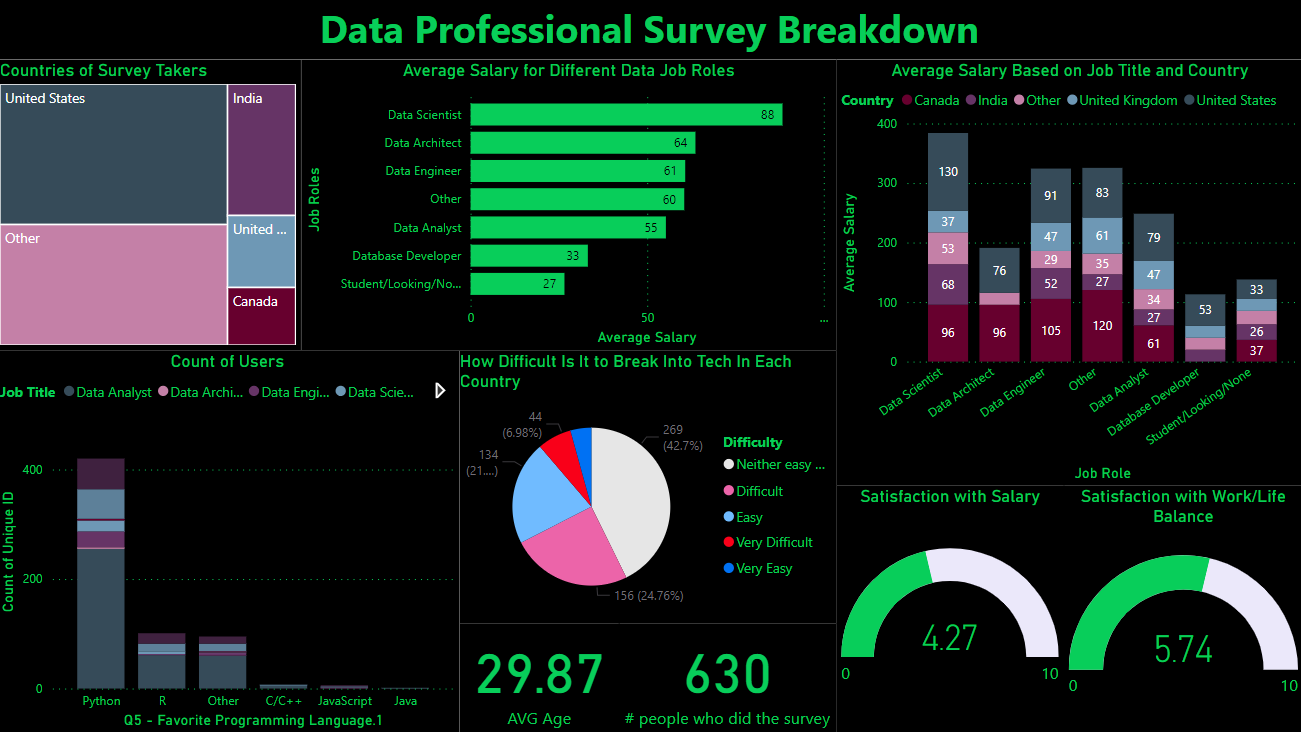 Data Professional Survey Breakdown
Countries of Survey Takers
United States
India
Other
United ...
Canada
Average Salary for Different Data Job Roles
Job Roles
Data Scientist
88
Data Architect
64
Data Engineer
61
Other
60
Data Analyst
55
Database Developer
33
Student/Looking/No...
27
0
50
...
Average Salary
Average Salary Based on Job Title and Country
Country
Canada
India
Other
United Kingdom
United States
Average Salary
400
300
200
100
0
130
37
53
68
96
76
96
91
47
29
52
105
83
61
35
27
120
79
47
34
27
61
53
33
26
37
Data Scientist
Data Architect
Data Engineer
Other
Data Analyst
Database Developer
Student/Looking/None
Job Role
Count of Users
Job Title
Data Analyst
Data Archi...
Data Engi...
Data Scie...
Count of Unique ID
400
200
0
Python
R
Other
C/C++
JavaScript
Java
Q5 - Favorite Programming Language.1
How Difficult Is It to Break Into Tech In Each
Country
44
(6.98%)
134
(21....)
269
(42.7%)
156 (24.76%)
Difficulty
Neither easy ...
Difficult
Easy
Very Difficult
Very Easy
29.87
AVG Age
630
# people who did the survey
Satisfaction with Salary
4.27
0
10
Satisfaction with Work/Life
Balance
5.74
0
10